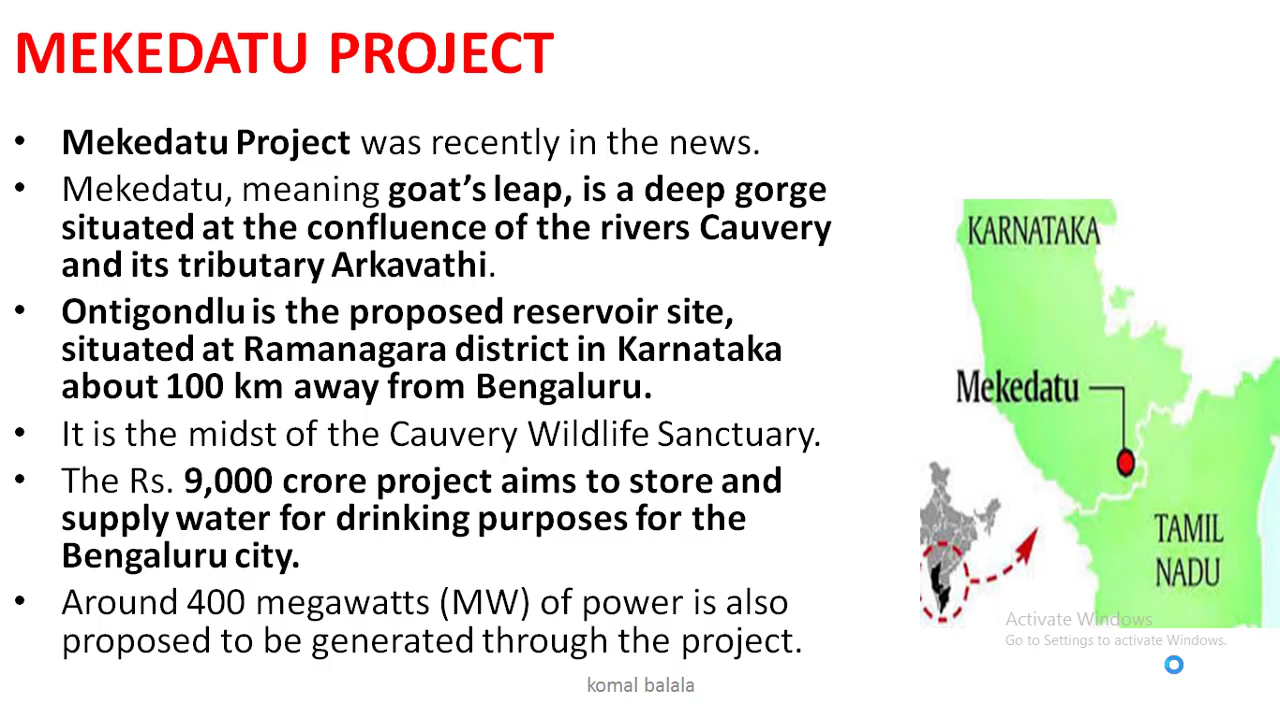 MEKEDATU PROJECT
• Mekedatu Project was recently in the news.
• Mekedatu, meaning goat’s leap, is a deep gorge
situated at the confluence of the rivers Cauvery
and its tributary Arkavathi.
• Ontigondlu is the proposed reservoir site,
situated at Ramanagara district in Karnataka
about 100 km away from Bengaluru.
• It is the midst of the Cauvery Wildlife Sanctuary.
• The Rs. 9,000 crore project aims to store and
supply water for drinking purposes for the
Bengaluru city.
• Around 400 megawatts (MW) of power is also
proposed to be generated through the project.
KARNATAKA
Mekedatu
TAMIL
NADU
Activate Windows
Go to Settings to activate Windows.
komal balala